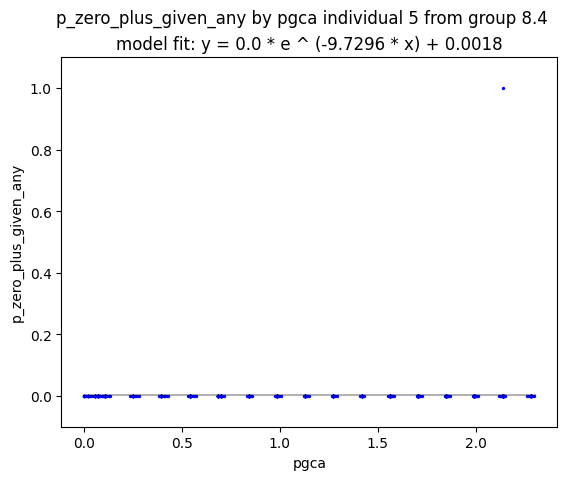 p_zero_plus_given_any by pgca individual 5 from group 8.4
model fit: y = 0.0 * e ^ (-9.7296 * x) + 0.0018
1.0
0.8
0.6
0.4
0.2
0.0
p_zero_plus_given_any
0.0 0.5 1.0 1.5 2.0
pgca